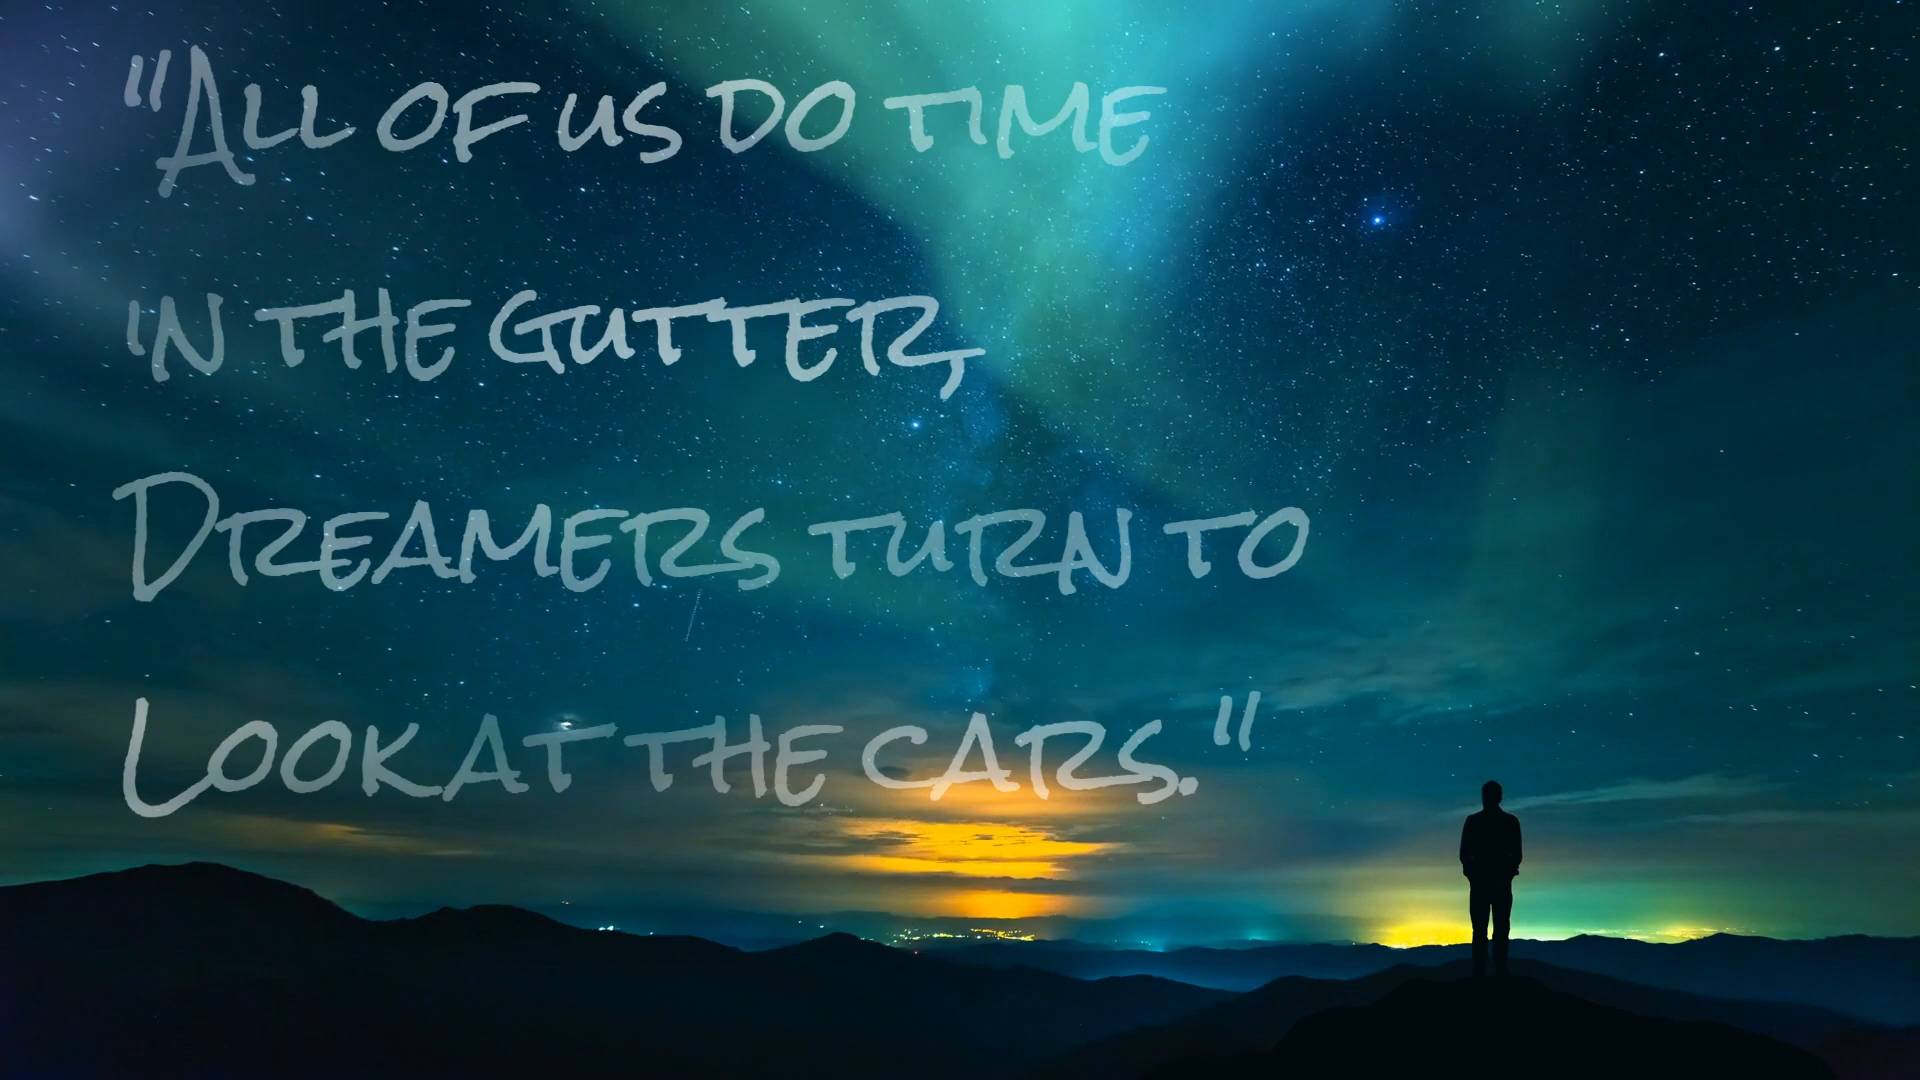 "All of us do time
in the gutter,
Dreamers turn to
Look at the cars."